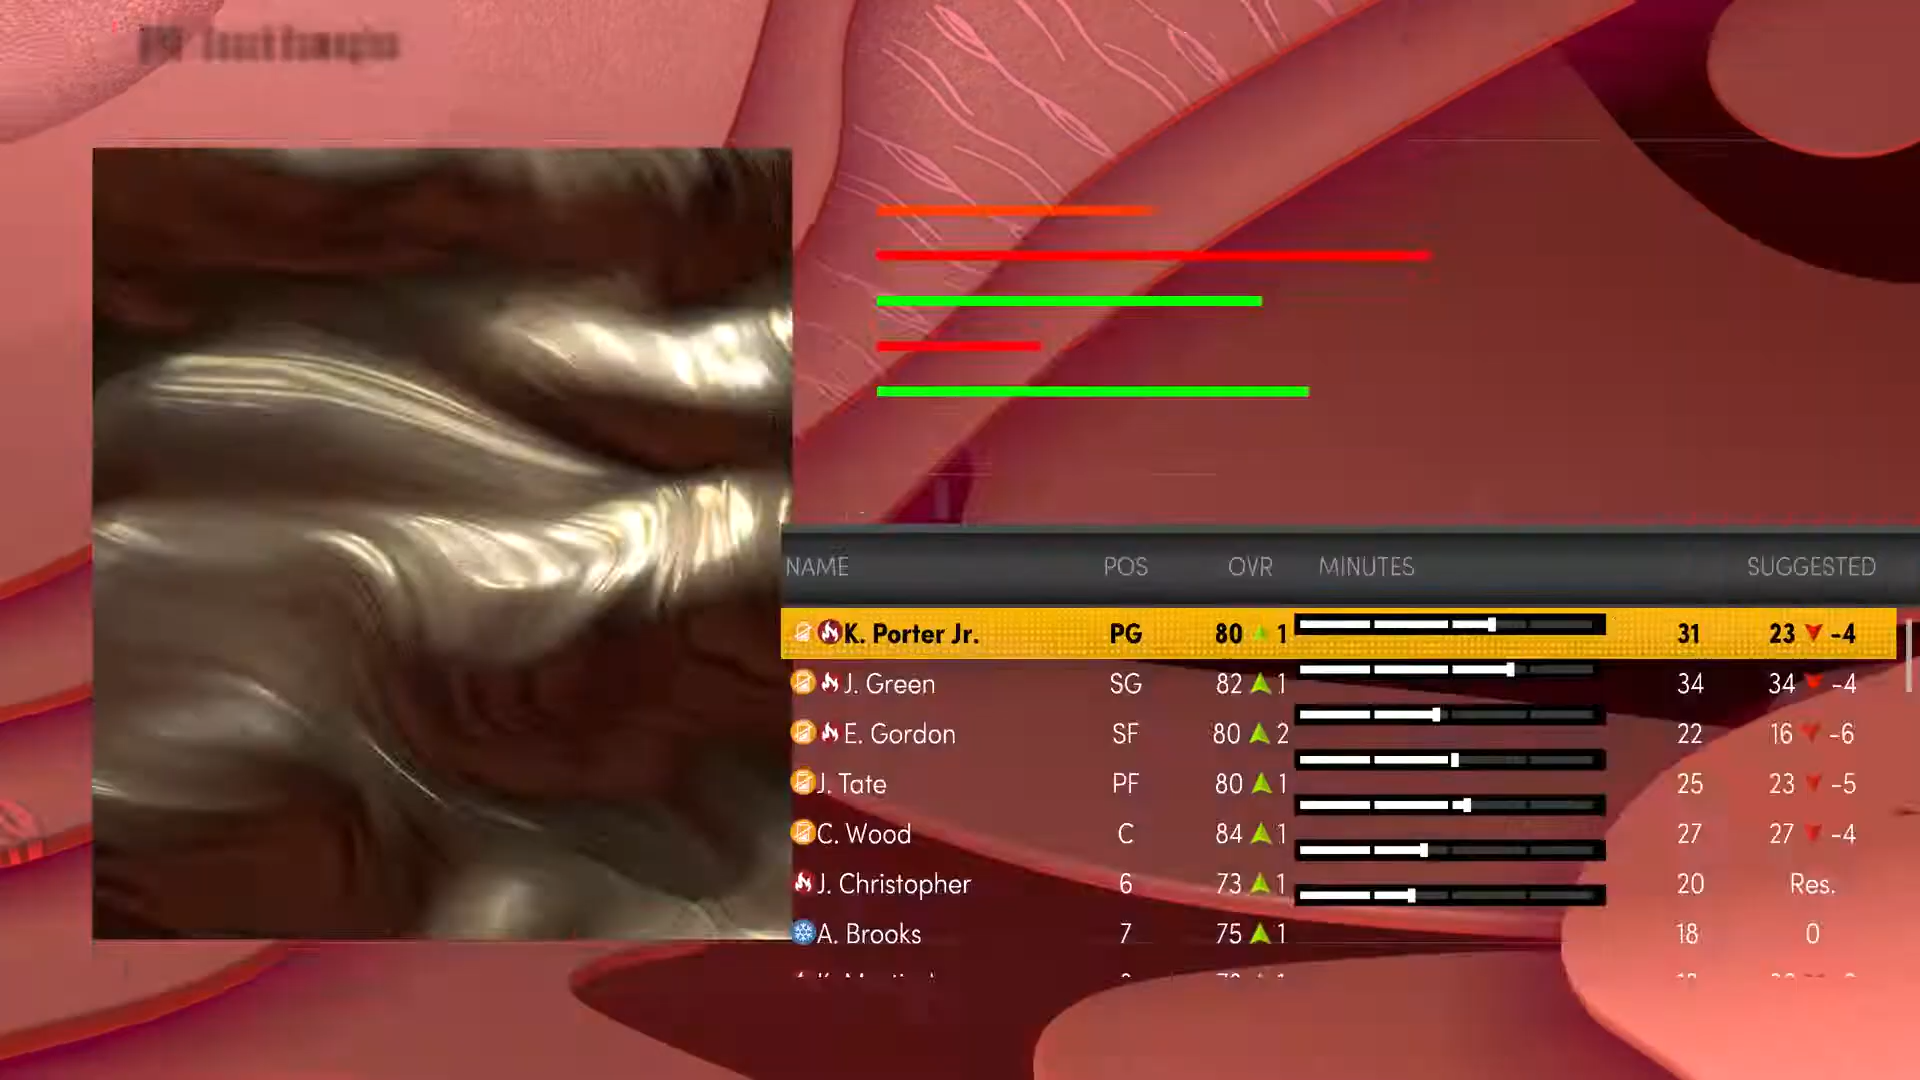 NAME POS OVR MINUTES SUGGESTED
K. Porter Jr. PG 80 1 31 23 -4
J. Green SG 82 1 34 34 -4
E. Gordon SF 80 2 22 16 -6
J. Tate PF 80 1 25 23 -5
C. Wood C 84 1 27 27 -4
J. Christopher 6 73 1 20 Res.
A. Brooks 7 75 1 18 0